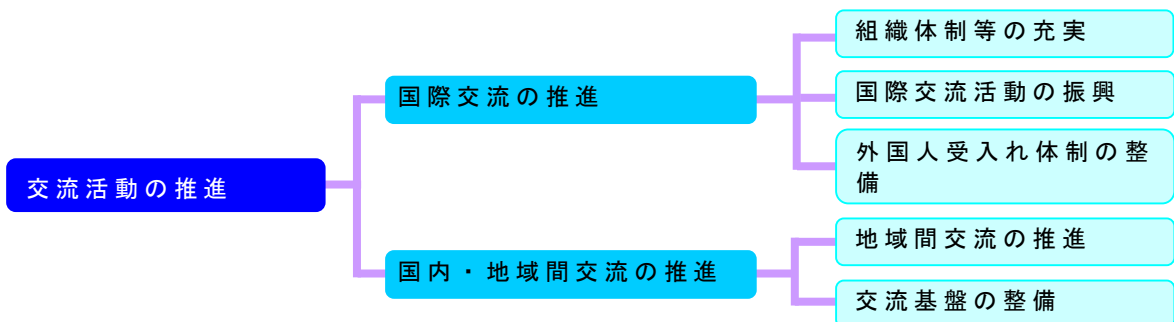 組織体制等の充実
国際交流の推進
国際交流活動の振興
外国人受入れ体制の整
備
交流活動の推進
地域間交流の推進
国内・地域間交流の推進
交流基盤の整備